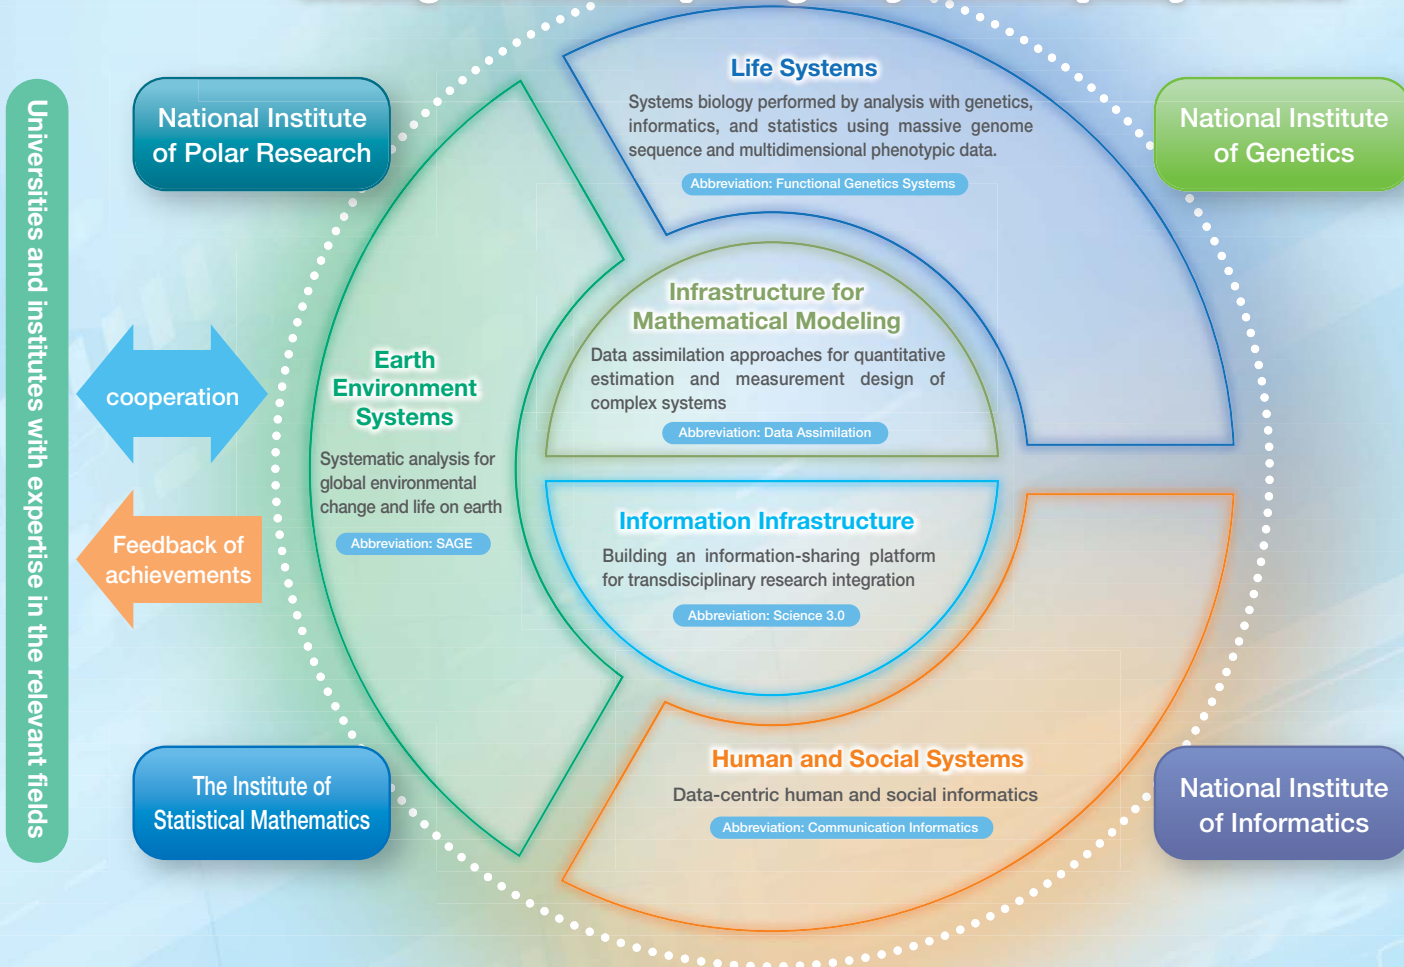 Universities and institutes with expertise in the relevant fields
National Institute
of Polar Research
Life Systems
Systems biology performed by analysis with genetics,
informatics, and statistics using massive genome
sequence and multidimensional phenotypic data.
Abbreviation: Functional Genetics Systems
National Institute
of Genetics
cooperation
Feedback of
achievements
Earth
Environment
Systems
Systematic analysis for
global environmental
change and life on earth
Abbreviation: SAGE
Infrastructure for
Mathematical Modeling
Data assimilation approaches for quantitative
estimation and measurement design of
complex systems
Abbreviation: Data Assimilation
Information Infrastructure
Building an information-sharing platform
for transdisciplinary research integration
Abbreviation: Science 3.0
The Institute of
Statistical Mathematics
Human and Social Systems
Data-centric human and social informatics
Abbreviation: Communication Informatics
National Institute
of Informatics